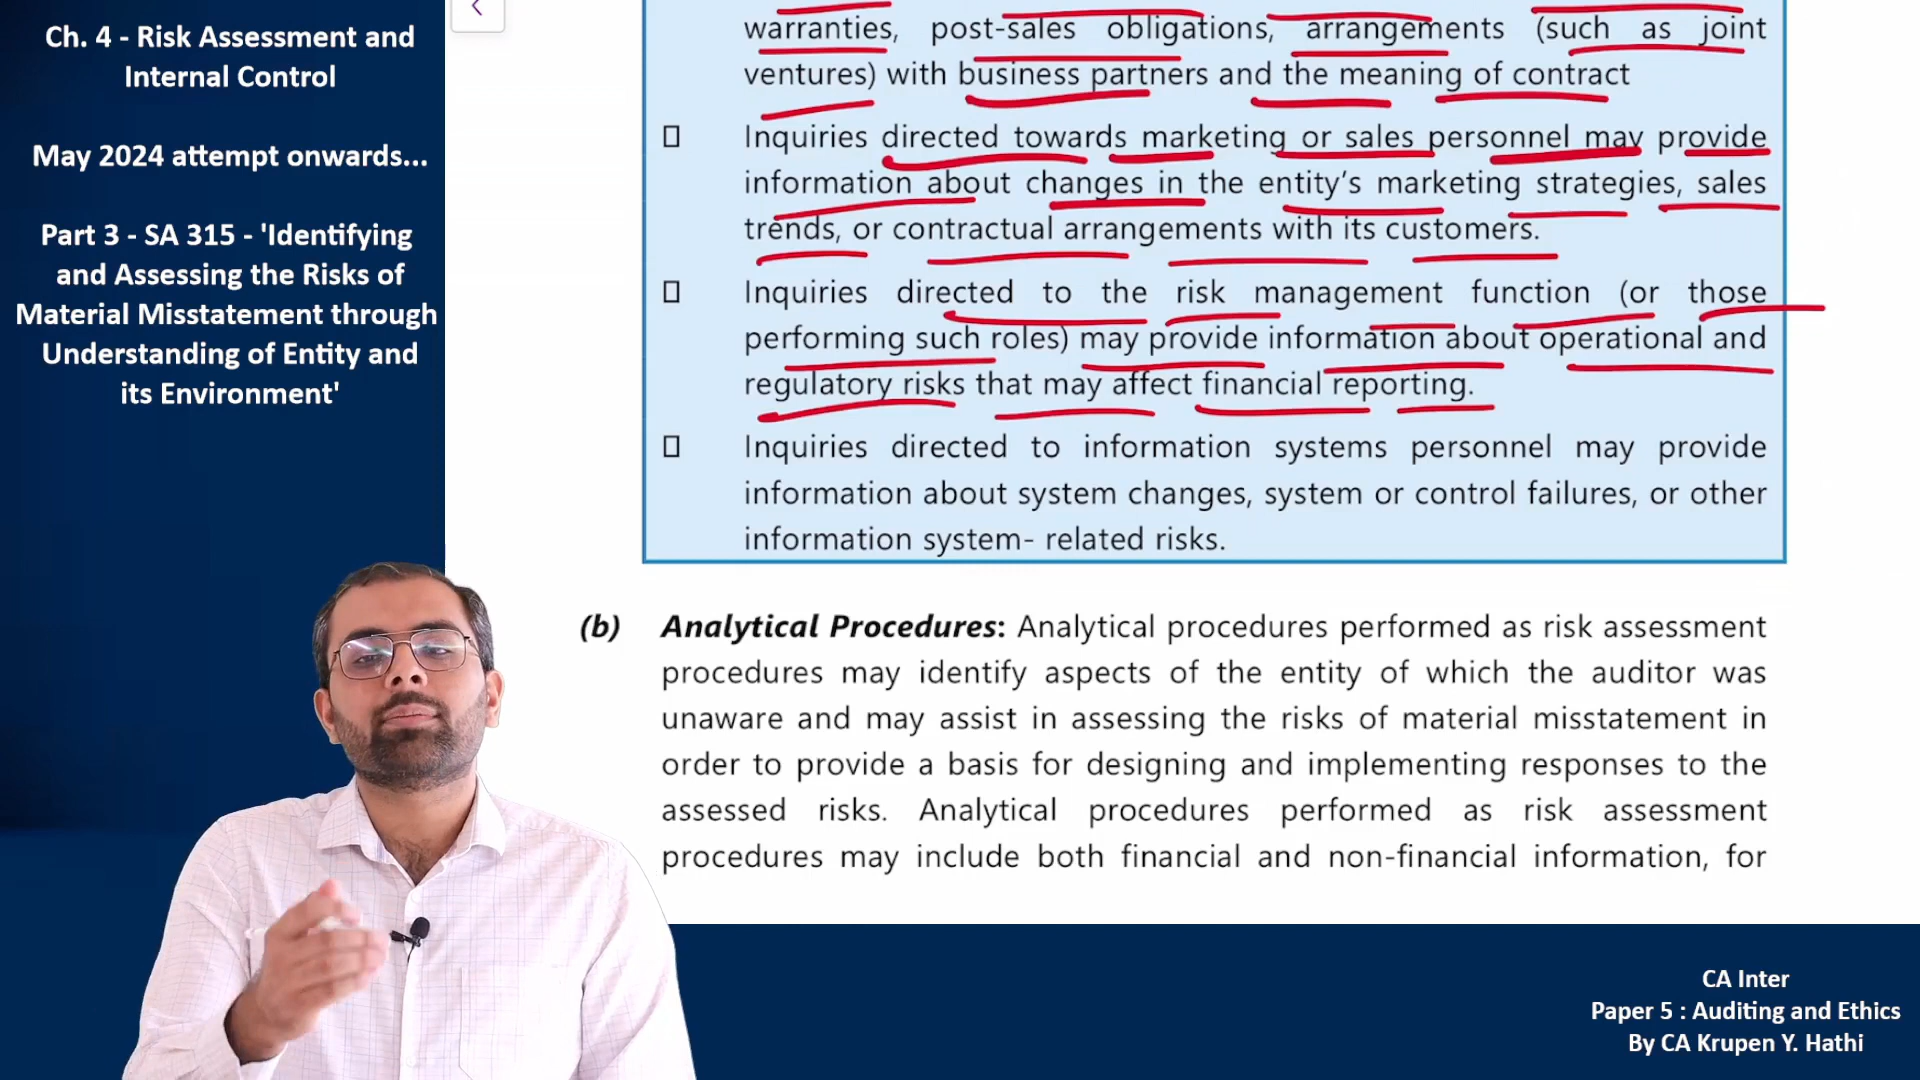 Ch. 4 - Risk Assessment and
Internal Control
May 2024 attempt onwards...
Part 3 - SA 315 - 'Identifying
and Assessing the Risks of
Material Misstatement through
Understanding of Entity and
its Environment'
warranties, post-sales obligations, arrangements (such as joint
ventures) with business partners and the meaning of contract
Inquiries directed towards marketing or sales personnel may provide
information about changes in the entity’s marketing strategies, sales
trends, or contractual arrangements with its customers.
Inquiries directed to the risk management function (or those
performing such roles) may provide information about operational and
regulatory risks that may affect financial reporting.
Inquiries directed to information systems personnel may provide
information about system changes, system or control failures, or other
information system- related risks.
(b) Analytical Procedures: Analytical procedures performed as risk assessment
procedures may identify aspects of the entity of which the auditor was
unaware and may assist in assessing the risks of material misstatement in
order to provide a basis for designing and implementing responses to the
assessed risks. Analytical procedures performed as risk assessment
procedures may include both financial and non-financial information, for
CA Inter
Paper 5 : Auditing and Ethics
By CA Krupen Y. Hathi